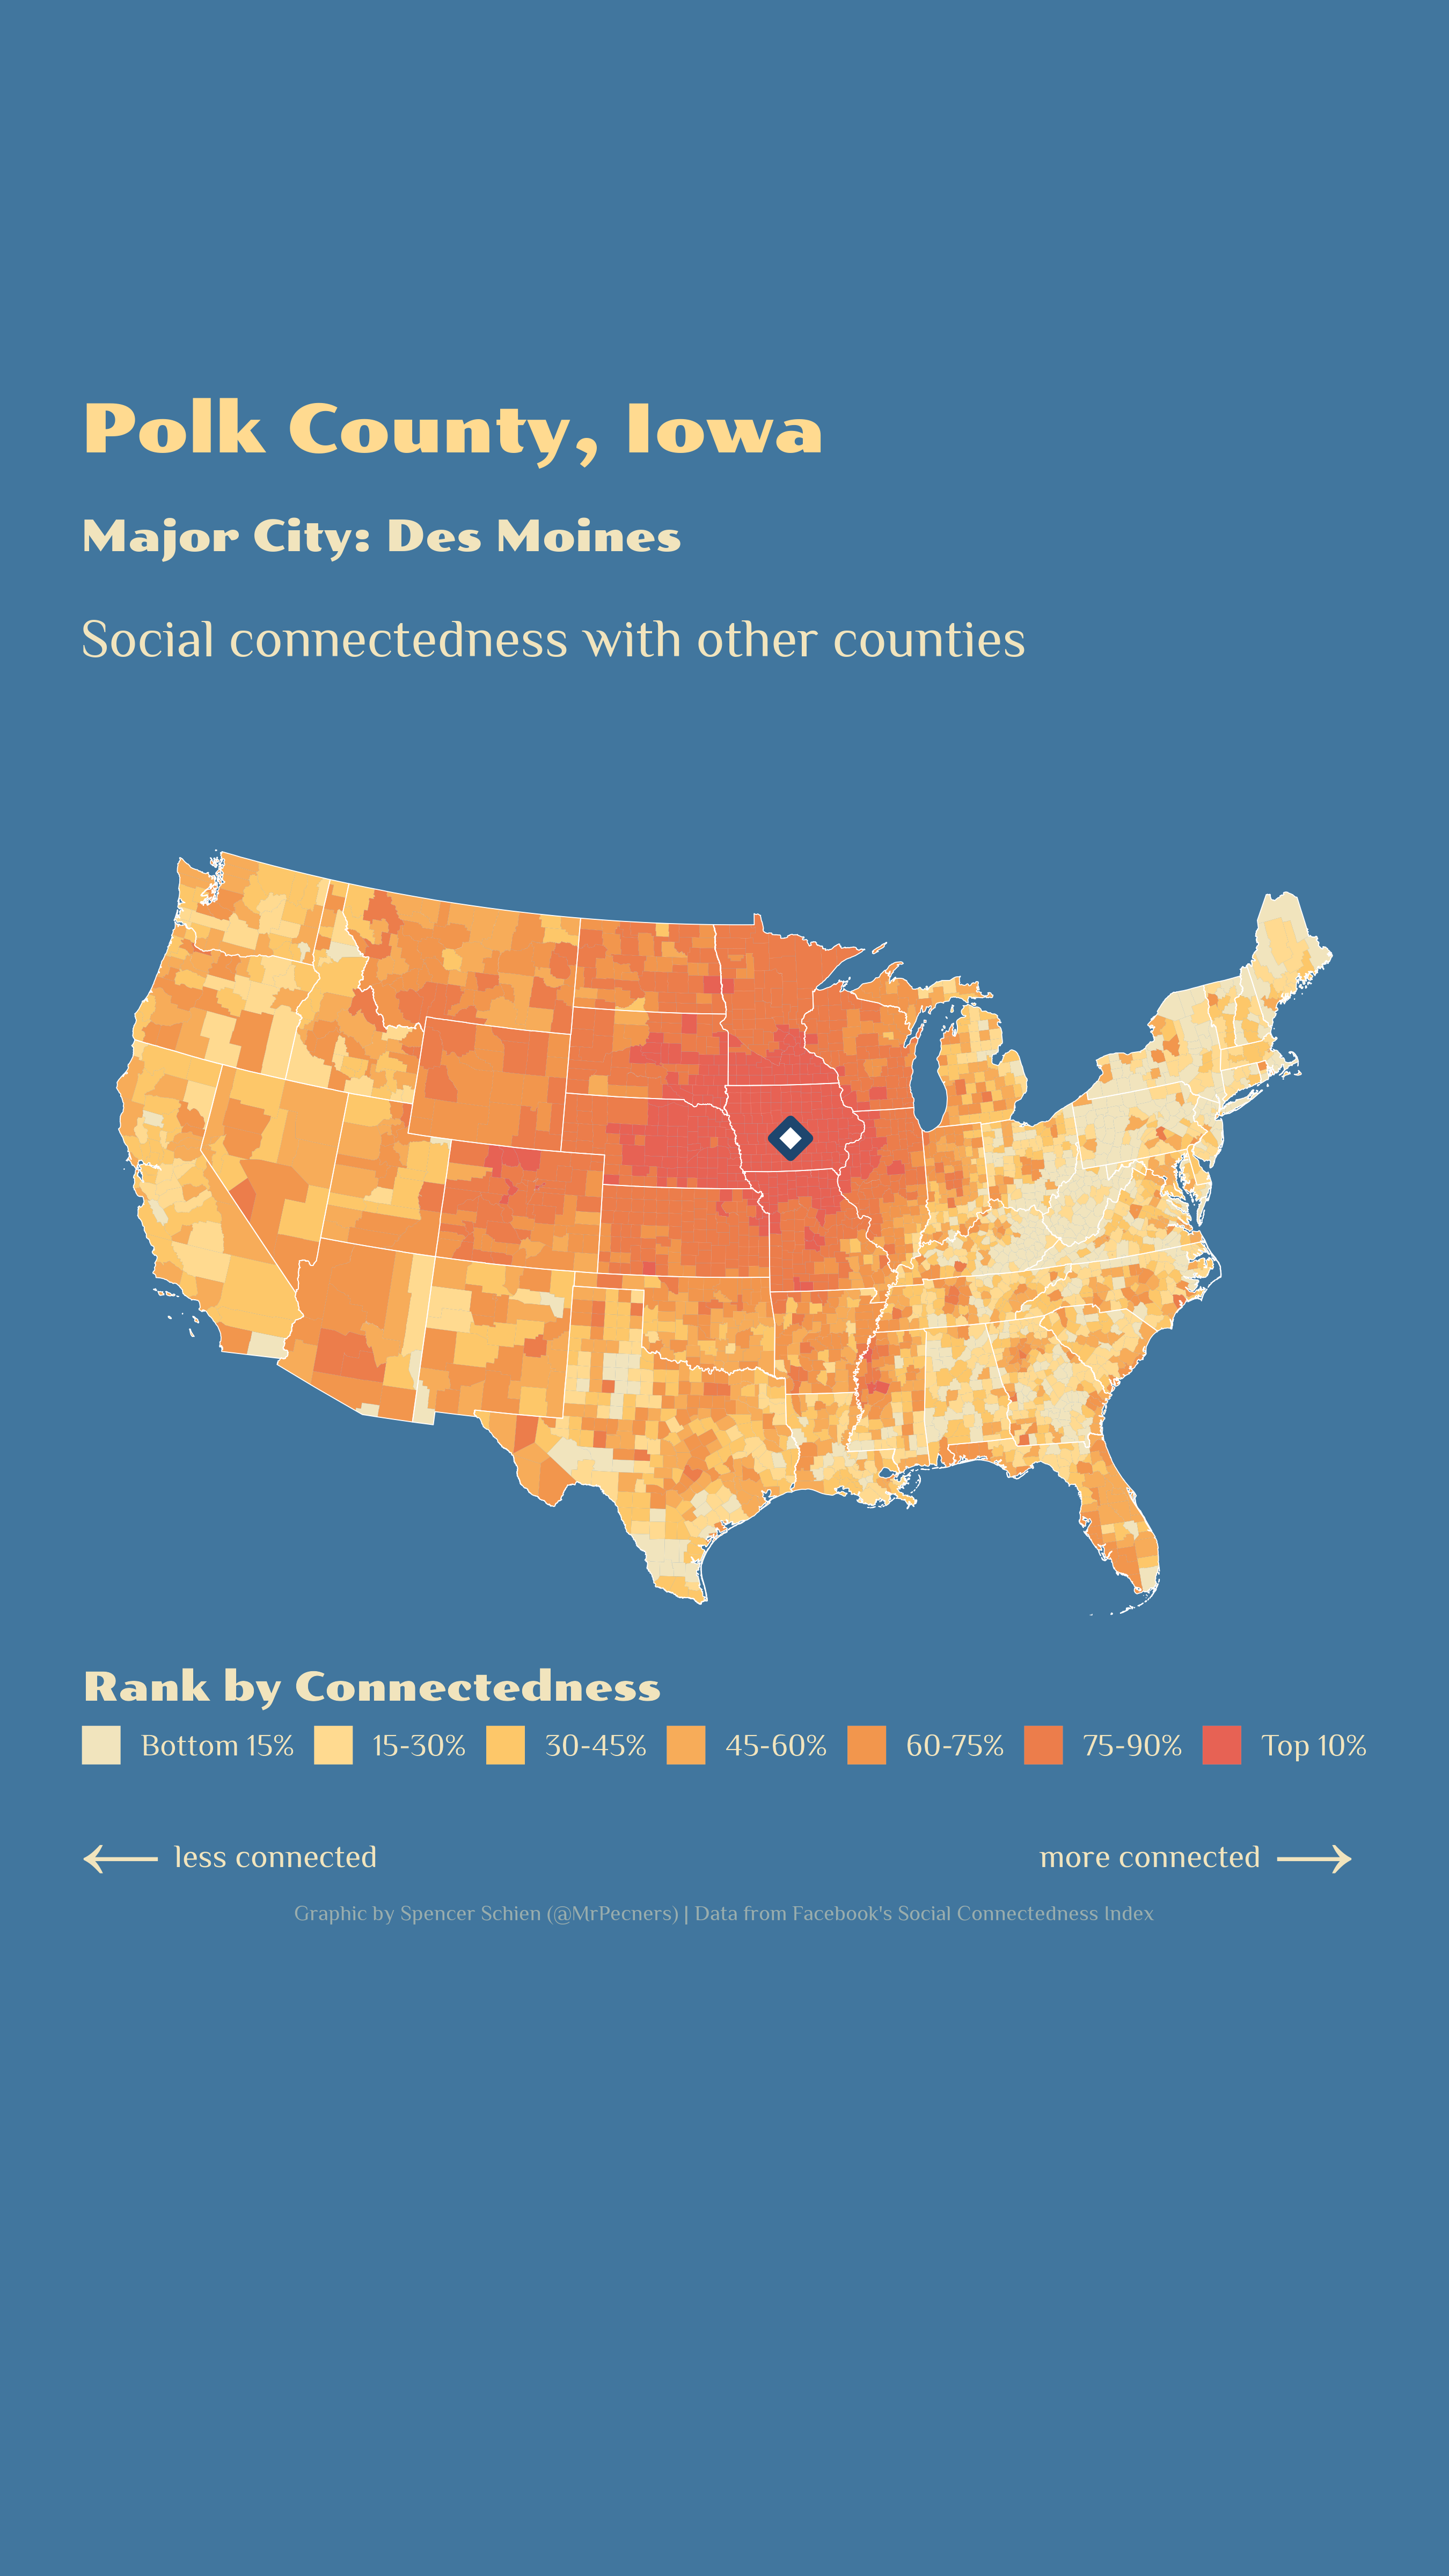 Polk County, Iowa
Major City: Des Moines
Social connectedness with other counties
Rank by Connectedness
Bottom 15% 15-30% 30-45% 45-60% 60-75% 75-90% Top 10%
← less connected more connected →
Graphic by Spencer Schien (@MrPecners) | Data from Facebook's Social Connectedness Index